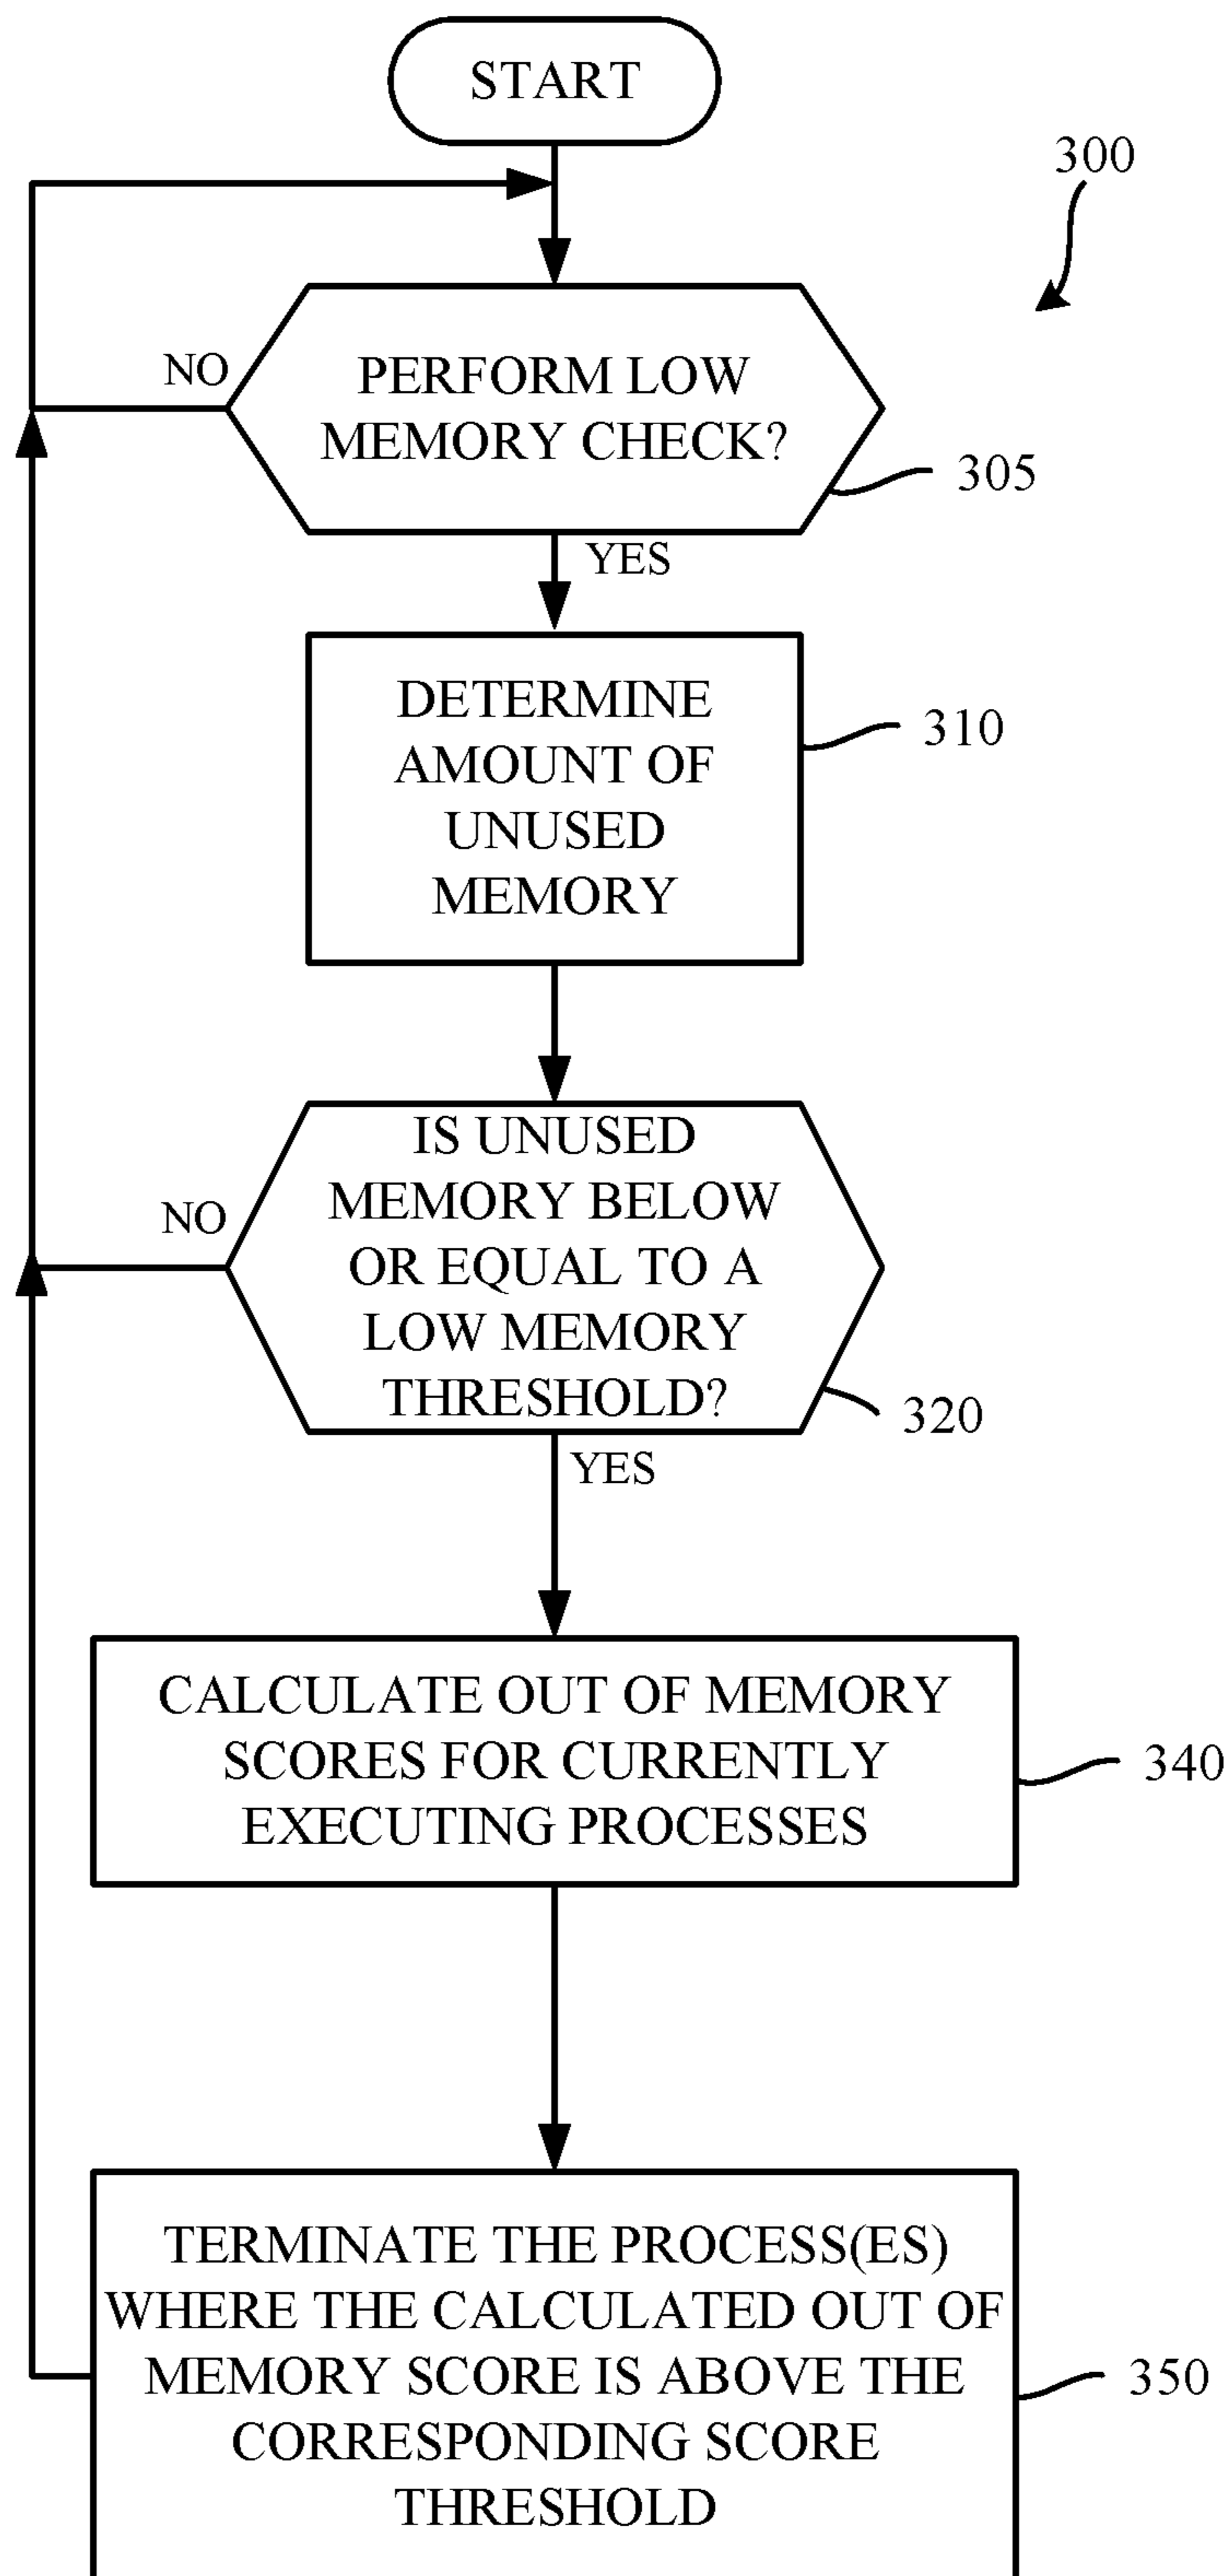 START
300
NO
PERFORM LOW
MEMORY CHECK?
305
YES
DETERMINE
AMOUNT OF
UNUSED
MEMORY
310
IS UNUSED
MEMORY BELOW
OR EQUAL TO A
LOW MEMORY
THRESHOLD?
NO
320
YES
CALCULATE OUT OF MEMORY
SCORES FOR CURRENTLY
EXECUTING PROCESSES
340
TERMINATE THE PROCESS(ES)
WHERE THE CALCULATED OUT OF
MEMORY SCORE IS ABOVE THE
CORRESPONDING SCORE
THRESHOLD
350